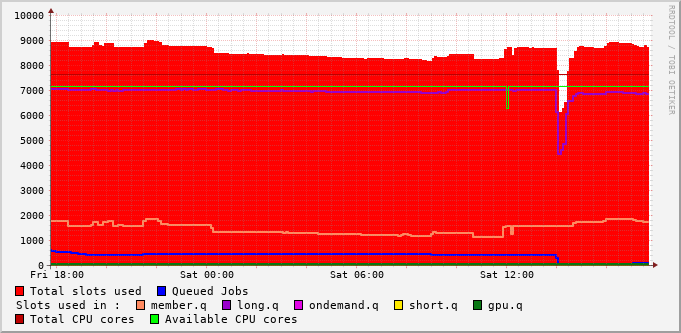 RRDTOOL / TOBI OETIKER
10000
9000
8000
7000
6000
5000
4000
3000
2000
1000
0
Fri 18:00 Sat 00:00 Sat 06:00 Sat 12:00
Total slots used Queued Jobs
Slots used in : member.q long.q ondemand.q short.q gpu.q
Total CPU cores Available CPU cores